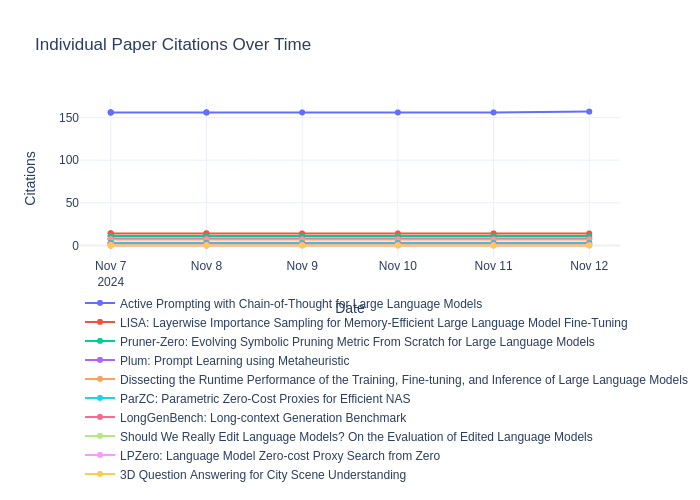 Individual Paper Citations Over Time
Citations
150
100
50
0
Nov 7
2024
Nov 8
Nov 9
Nov 10
Nov 11
Nov 12
Date
Active Prompting with Chain-of-Thought for Large Language Models
LISA: Layerwise Importance Sampling for Memory-Efficient Large Language Model Fine-Tuning
Pruner-Zero: Evolving Symbolic Pruning Metric From Scratch for Large Language Models
Plum: Prompt Learning using Metaheuristic
Dissecting the Runtime Performance of the Training, Fine-tuning, and Inference of Large Language Models
ParZC: Parametric Zero-Cost Proxies for Efficient NAS
LongGenBench: Long-context Generation Benchmark
Should We Really Edit Language Models? On the Evaluation of Edited Language Models
LPZero: Language Model Zero-cost Proxy Search from Zero
3D Question Answering for City Scene Understanding